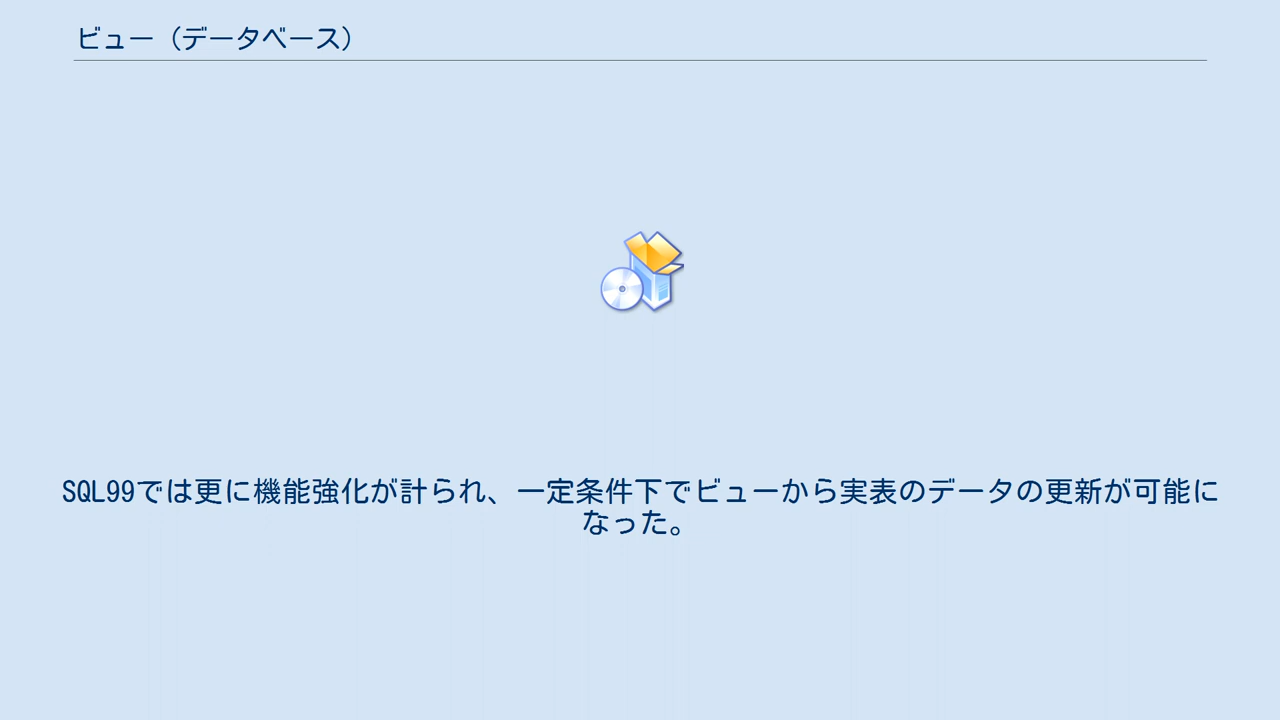 ビュー（データベース）
SQL99では更に機能強化が計られ、一定条件下でビューから実表のデータの更新が可能に
なった。